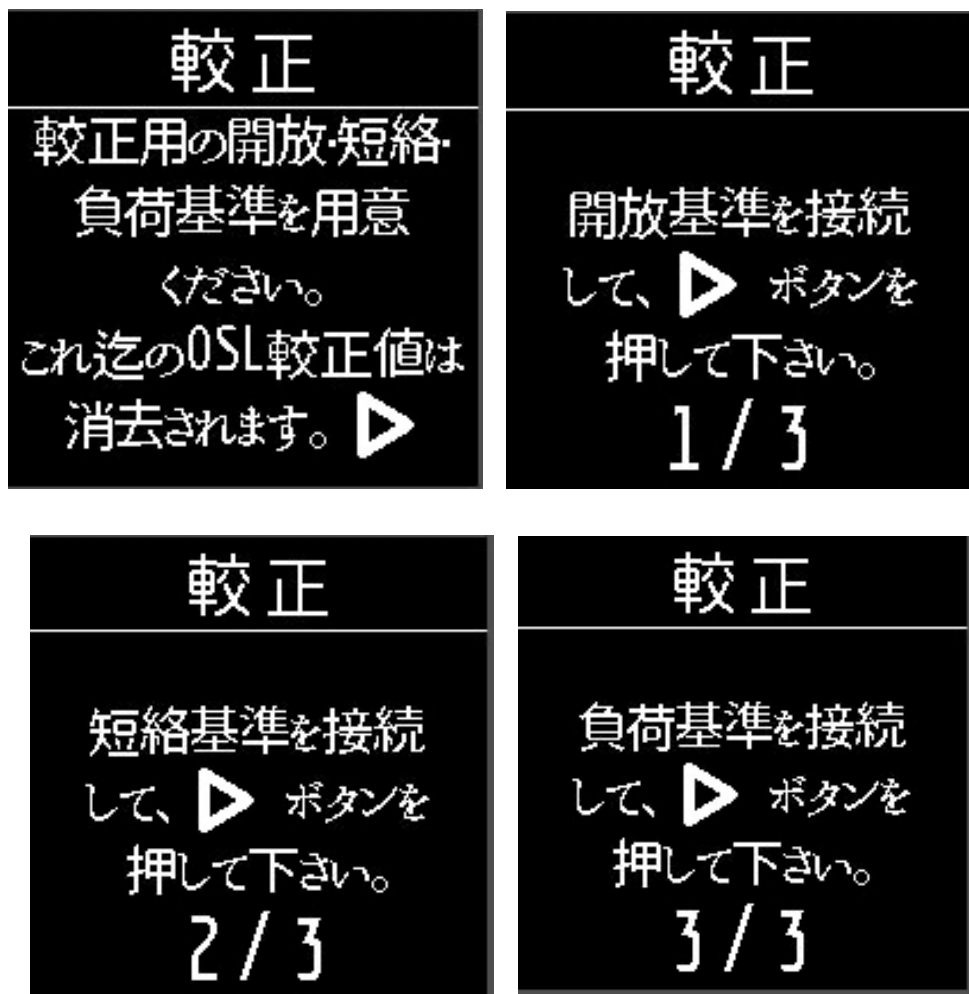 較正
較正用の開放･短絡･
負荷基準を用意
ください。
これ迄のOSL較正値は
消去されます。▷
較正
開放基準を接続
して、▷ ボタンを
押して下さい。
1 / 3
較正
短絡基準を接続
して、▷ ボタンを
押して下さい。
2 / 3
較正
負荷基準を接続
して、▷ ボタンを
押して下さい。
3 / 3